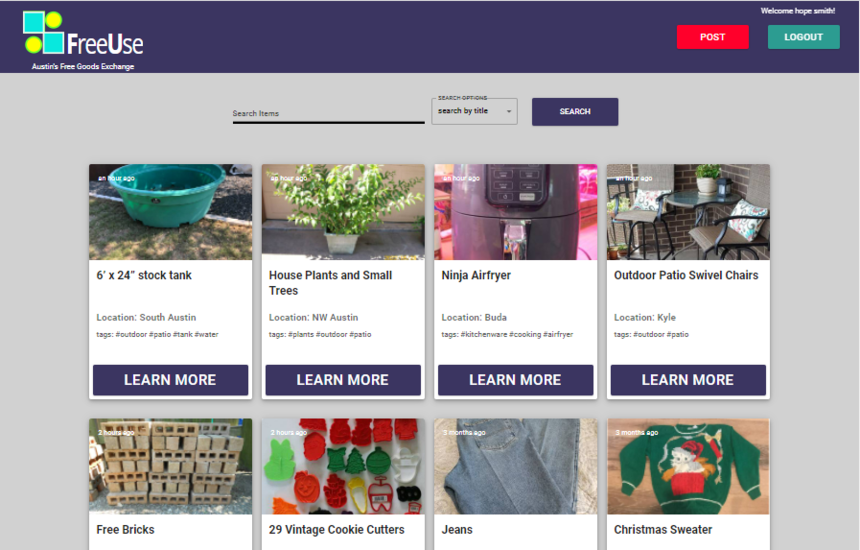 Welcome hope smith!
FreeUse
Austin's Free Goods Exchange
POST
LOGOUT
Search Items
SEARCH OPTIONS
search by title
SEARCH
an hour ago
an hour ago
an hour ago
an hour ago
6' x 24" stock tank
House Plants and Small
Trees
Ninja Airfryer
Outdoor Patio Swivel Chairs
Location: South Austin
Location: NW Austin
Location: Buda
Location: Kyle
tags: #outdoor #patio #tank #water
tags: #plants #outdoor #patio
tags: #kitchenware #cooking #airfryer
tags: #outdoor #patio
LEARN MORE
LEARN MORE
LEARN MORE
LEARN MORE
hours ago
hours ago
3 months ago
3 months ago
Free Bricks
29 Vintage Cookie Cutters
Jeans
Christmas Sweater